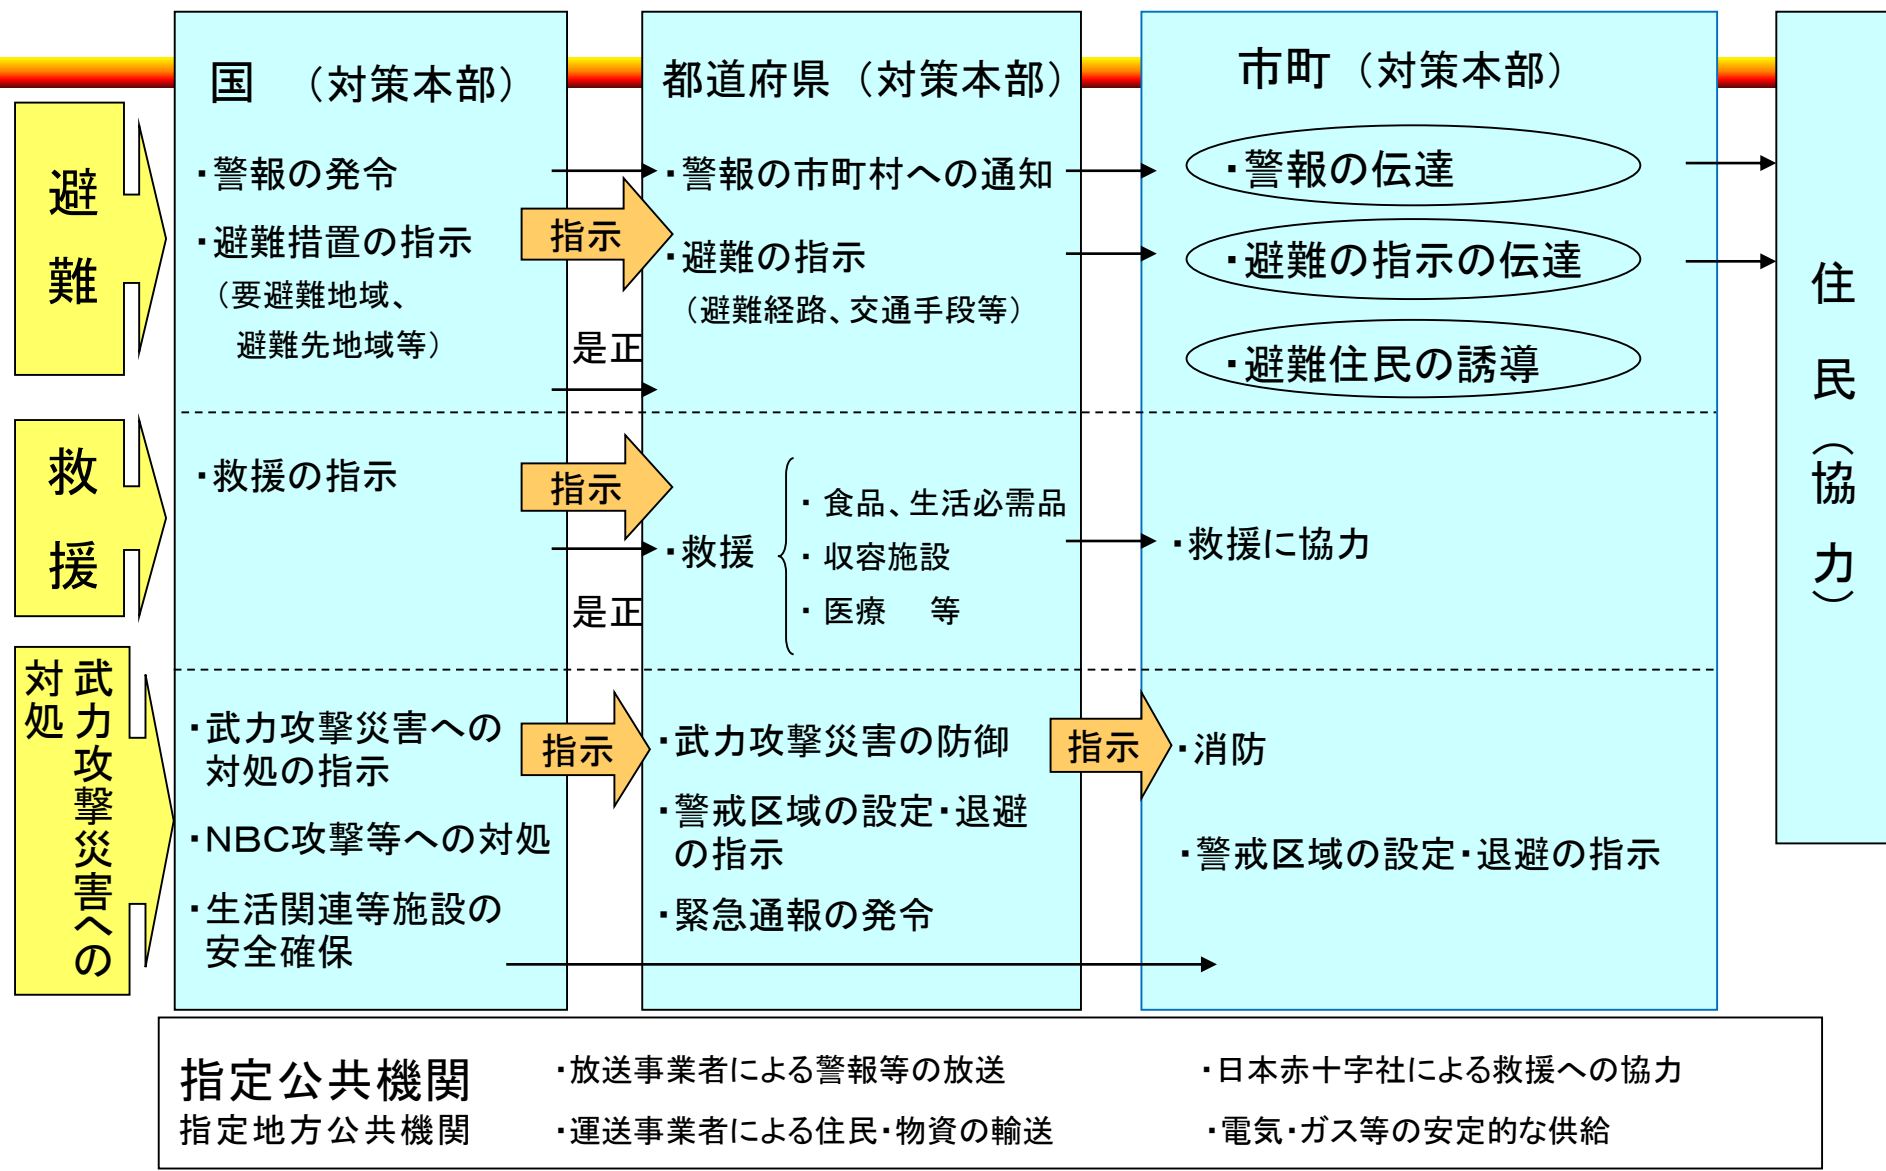 国 （対策本部）
都道府県（対策本部）
市町（対策本部）
避難
・警報の発令
・警報の市町村への通知
・警報の伝達
・避難措置の指示
（要避難地域、
避難先地域等）
指示
・避難の指示
（避難経路、交通手段等）
・避難の指示の伝達
是正
・避難住民の誘導
救援
・救援の指示
指示
・救援
・食品、生活必需品
・収容施設
・医療 等
・救援に協力
是正
武力攻撃災害への
対処
・武力攻撃災害への
対処の指示
指示
・武力攻撃災害の防御
指示
・消防
・NBC攻撃等への対処
・警戒区域の設定・退避
の指示
・警戒区域の設定・退避の指示
・生活関連等施設の
安全確保
・緊急通報の発令
住民（協力）
指定公共機関
指定地方公共機関
・放送事業者による警報等の放送
・日本赤十字社による救援への協力
・運送事業者による住民・物資の輸送
・電気・ガス等の安定的な供給